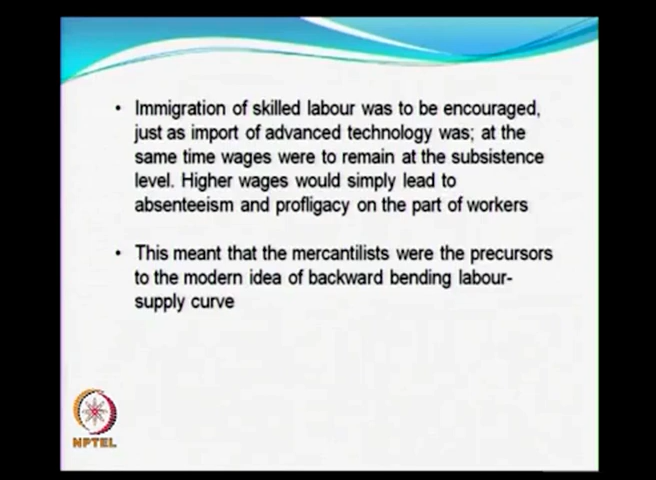 • Immigration of skilled labour was to be encouraged,
just as import of advanced technology was; at the
same time wages were to remain at the subsistence
level. Higher wages would simply lead to
absenteeism and profligacy on the part of workers
• This meant that the mercantilists were the precursors
to the modern idea of backward bending labour-
supply curve
NPTEL